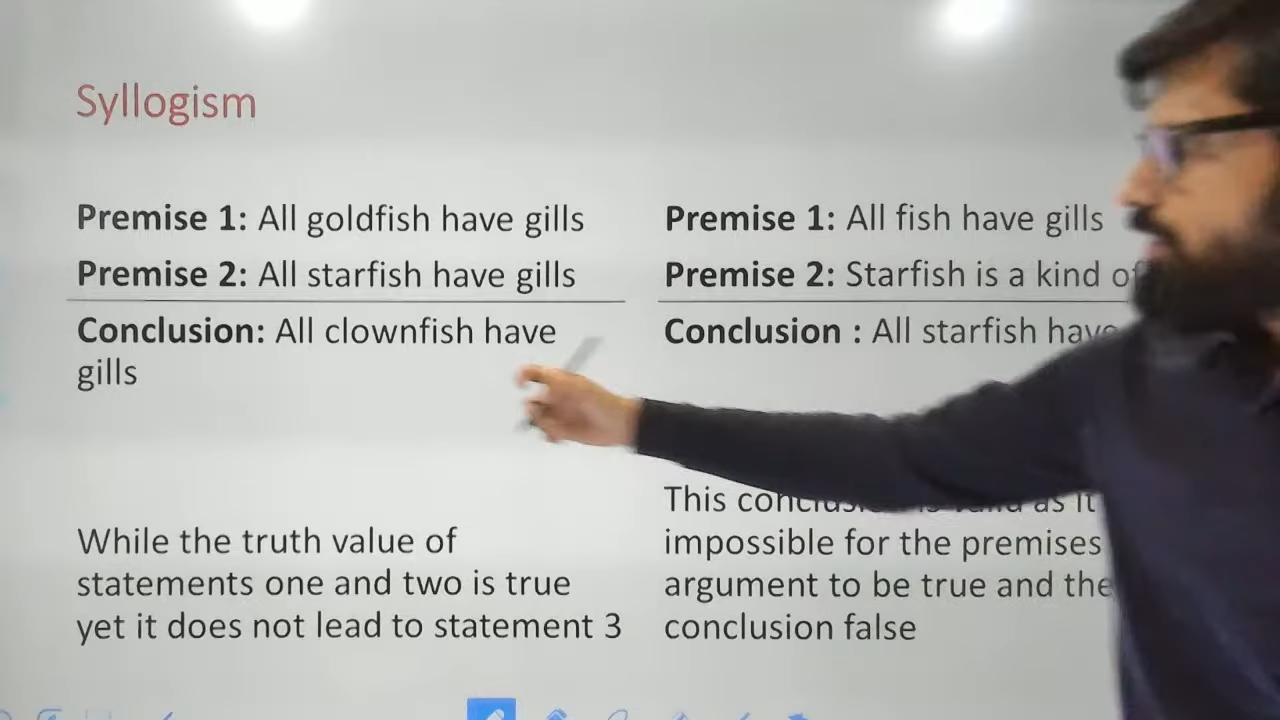 Syllogism
Premise 1: All goldfish have gills
Premise 2: All starfish have gills
Conclusion: All clownfish have
gills
While the truth value of
statements one and two is true
yet it does not lead to statement 3
Premise 1: All fish have gills
Premise 2: Starfish is a kind of
Conclusion : All starfish have
This as it
impossible for the premises
argument to be true and the
conclusion false